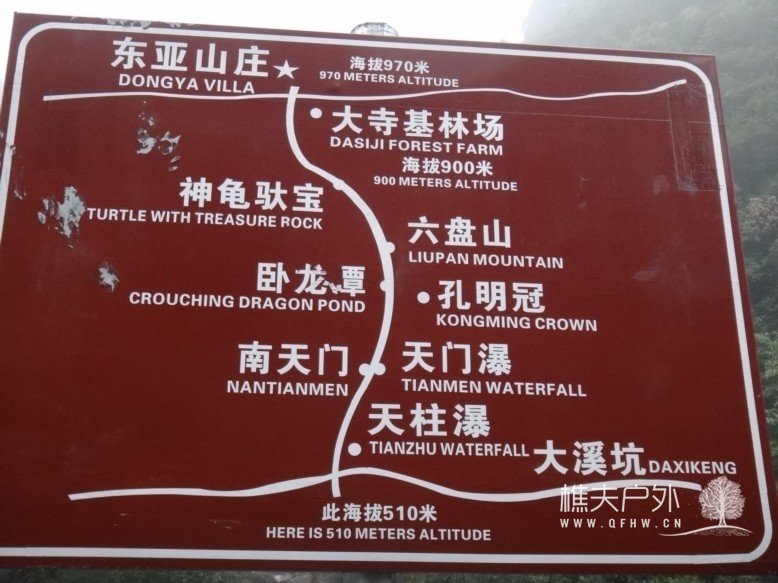 东亚山庄
DONGYA VILLA
海拔970米
970 METERS ALTITUDE
大寺基林场
DASIJI FOREST FARM
海拔900米
900 METERS ALTITUDE
神龟驮宝
TURTLE WITH TREASURE ROCK
六盘山
LIUPAN MOUNTAIN
卧龙覃
CROUCHING DRAGON POND
孔明冠
KONGMING CROWN
南天门
NANTIANMEN
天门瀑
TIANMEN WATERFALL
天柱瀑
TIANZHU WATERFALL
大溪坑 DAXIKENG
此海拔510米
HERE IS 510 METERS ALTITUDE
樵夫户外
WWW.QFHW.CN